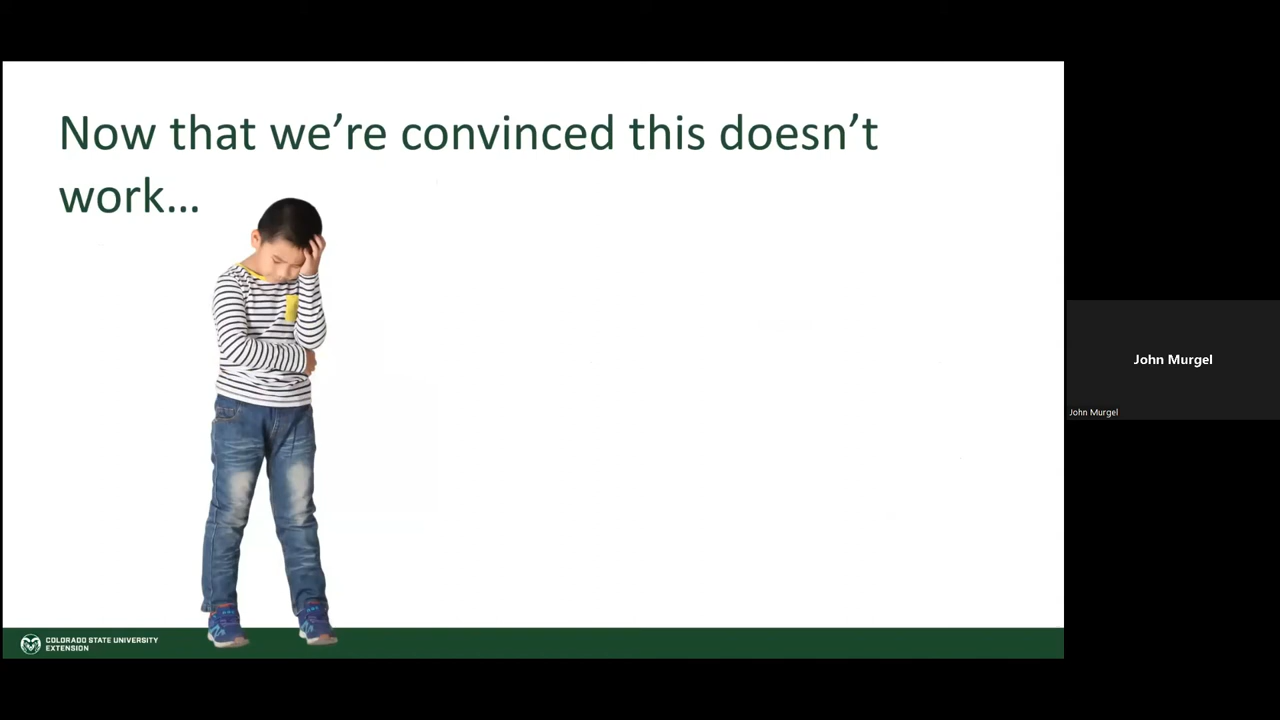 Now that we're convinced this doesn't
work...
COLORADO STATE UNIVERSITY
EXTENSION
John Murgel
John Murgel